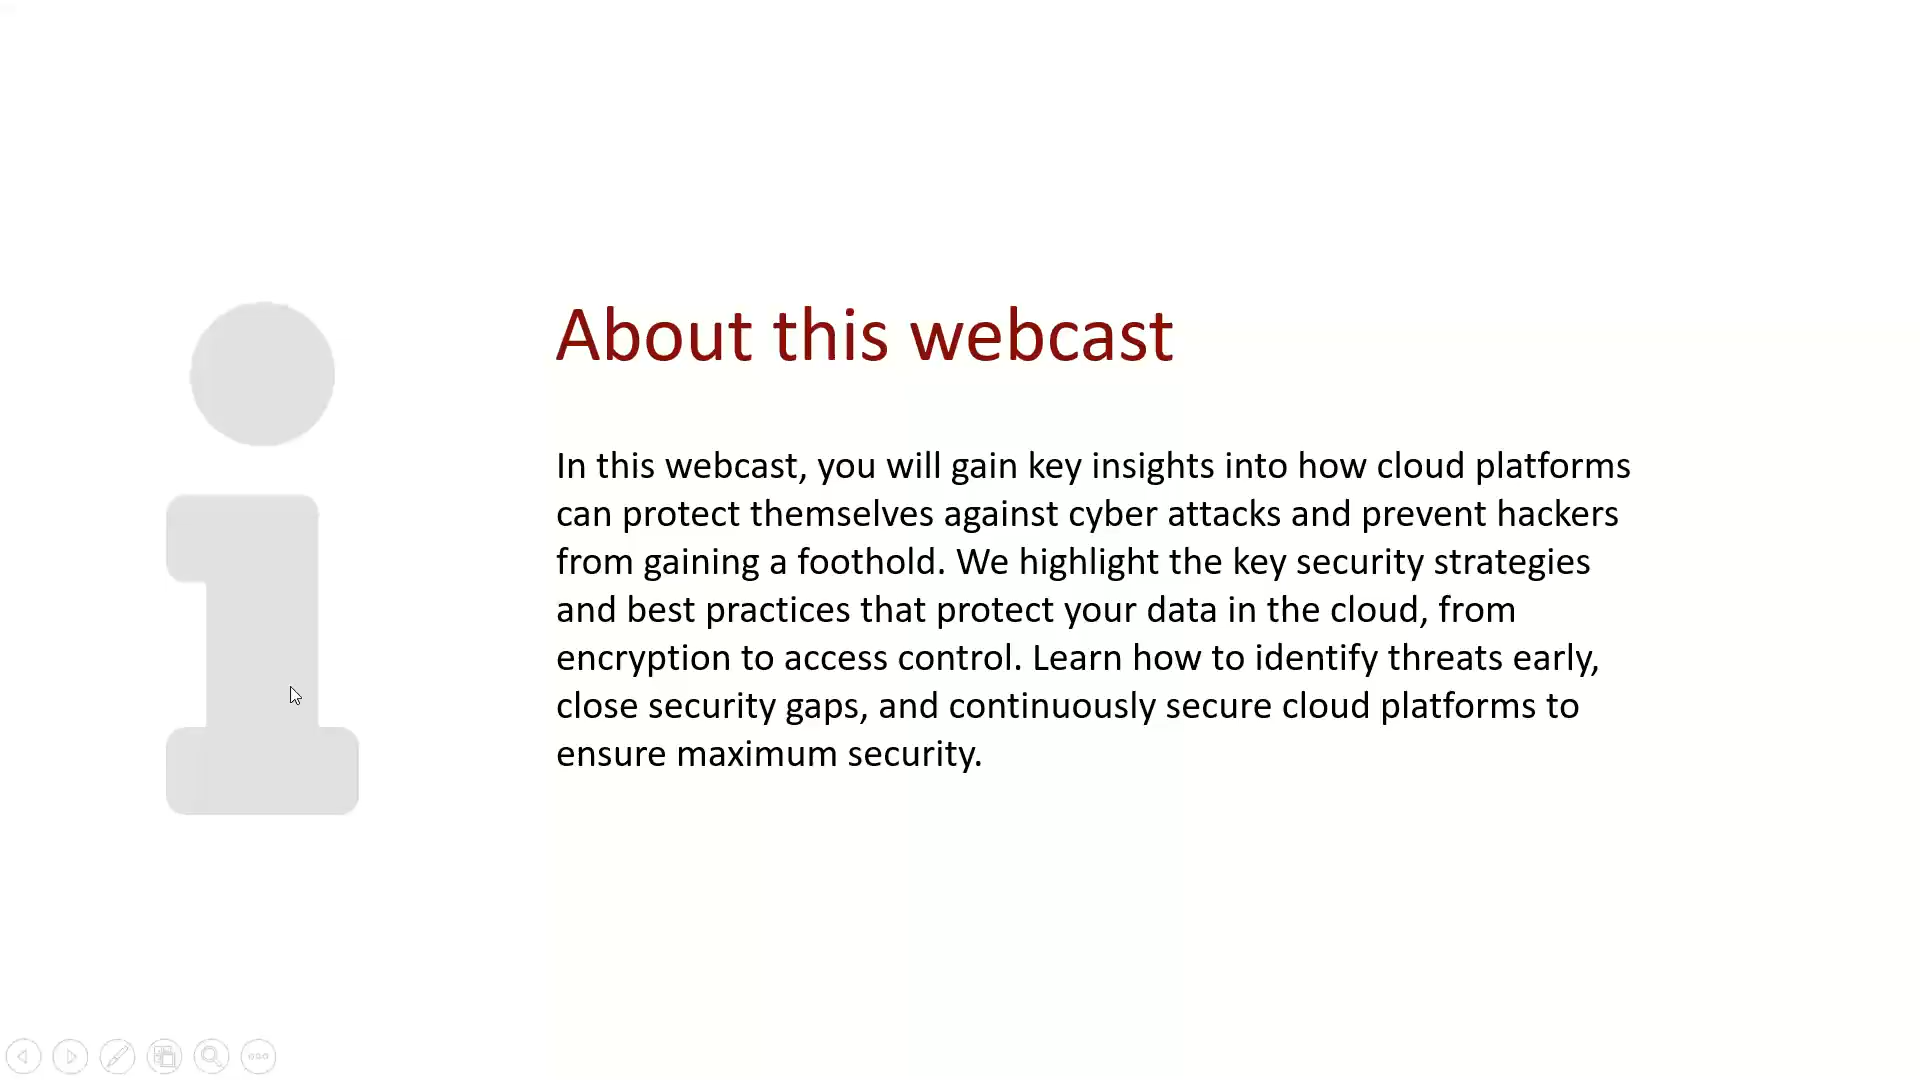 About this webcast
In this webcast, you will gain key insights into how cloud platforms
can protect themselves against cyber attacks and prevent hackers
from gaining a foothold. We highlight the key security strategies
and best practices that protect your data in the cloud, from
encryption to access control. Learn how to identify threats early,
close security gaps, and continuously secure cloud platforms to
ensure maximum security.